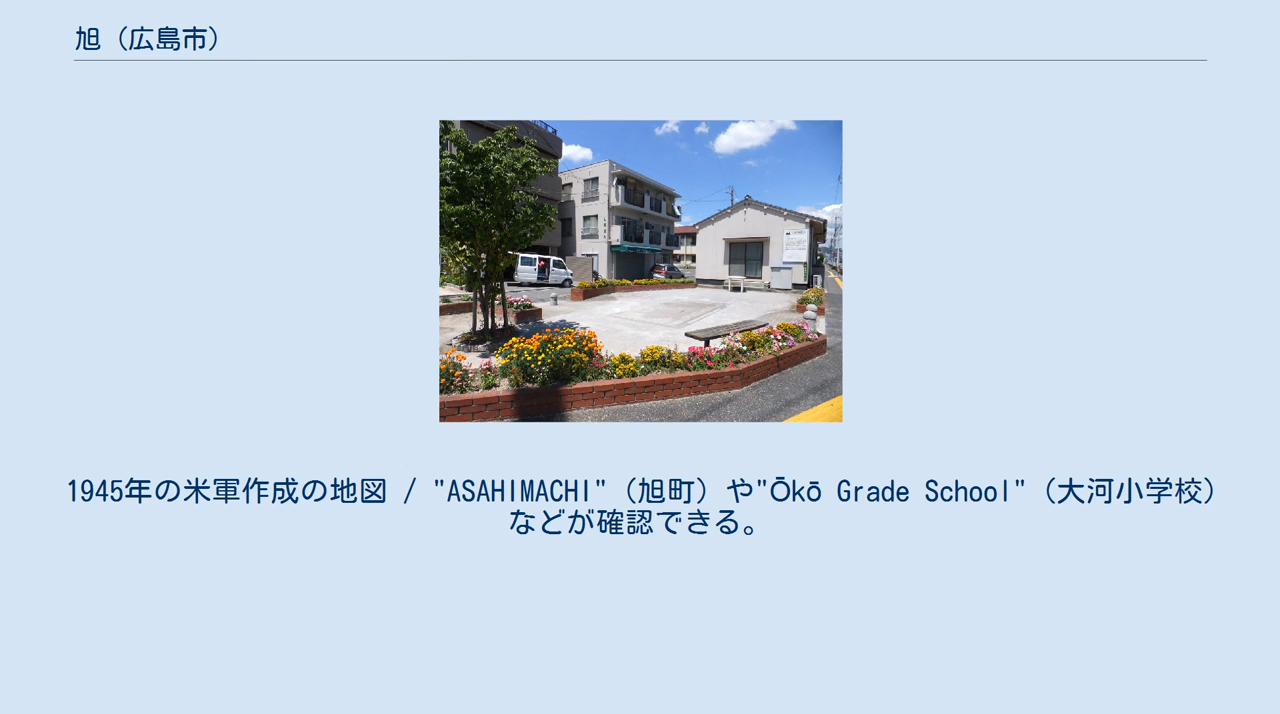 旭（広島市）
1945年の米軍作成の地図 / "ASAHIMACHI"（旭町）や"Ōkō Grade School"（大河小学校）
などが確認できる。